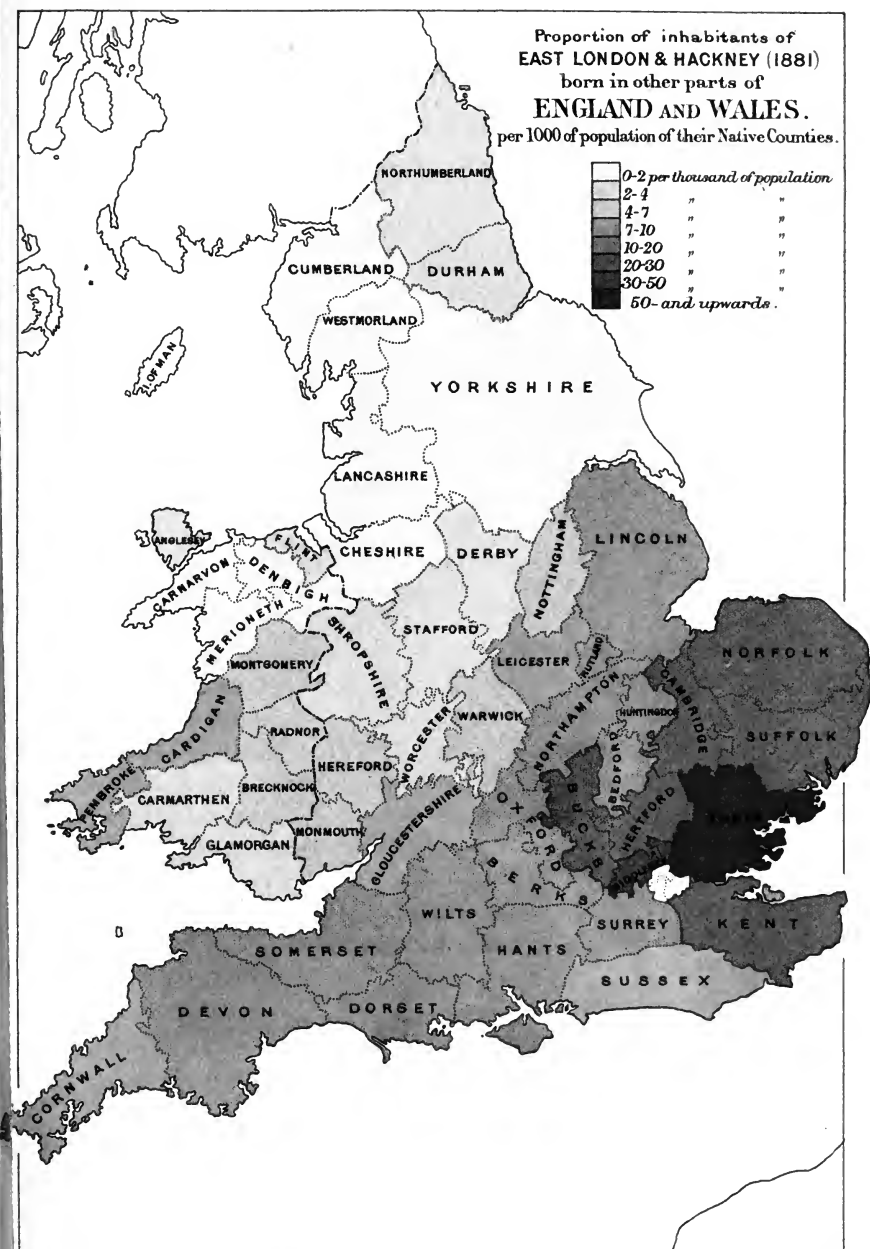 Proportion of inhabitants of
EAST LONDON & HACKNEY (1881)
born in other parts of
ENGLAND AND WALES.
per 1000 of population of their Native Counties.
0-2 per thousand of population
2-4 " "
4-7 " "
7-10 " "
10-20 " "
20-30 " "
30-50 " "
50- and upwards.
NORTHUMBERLAND
CUMBERLAND
DURHAM
WESTMORLAND
I. OF MAN
YORKSHIRE
LANCASHIRE
ANGLESEY
FLINT
CHESHIRE
DERBY
NOTTINGHAM
LINCOLN
CARNARVON
DENBIGH
MERIONETH
SHROPSHIRE
STAFFORD
LEICESTER
RUTLAND
NORFOLK
MONTGOMERY
CAMBRIDGE
CARDIGAN
RADNOR
WORCESTER
WARWICK
NORTHAMPTON
HUNTINGDON
SUFFOLK
PEMBROKE
CARMARTHEN
BRECKNOCK
HEREFORD
BEDFORD
GLAMORGAN
MONMOUTH
GLOUCESTERSHIRE
OXFORD
BUCKS
HERTFORD
ESSEX
BERKS
WILTS
SURREY
KENT
SOMERSET
HANTS
SUSSEX
DEVON
DORSET
CORNWALL